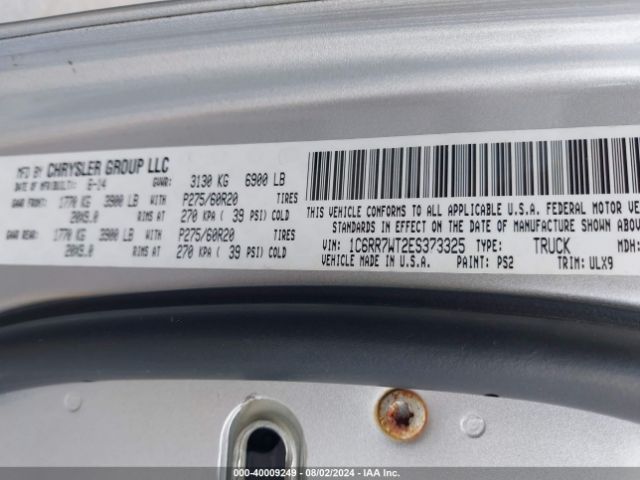 MFD BY CHRYSLER GROUP LLC
DATE OF MFR/BUILT: 6-14 GVWR: 3130 KG 6900 LB
GAWR FRONT: 1770 KG 3900 LB WITH P275/60R20 TIRES
20X9.0 RIMS AT 270 KPA ( 39 PSI) COLD
GAWR REAR: 1770 KG 3900 LB WITH P275/60R20 TIRES
20X9.0 RIMS AT 270 KPA ( 39 PSI) COLD
THIS VEHICLE CONFORMS TO ALL APPLICABLE U.S.A. FEDERAL MOTOR
STANDARDS IN EFFECT ON THE DATE OF MANUFACTURE SHOWN
VIN: 1C6RR7WT2ES373325 TYPE: TRUCK MDH:
VEHICLE MADE IN U.S.A. PAINT: PS2 TRIM: ULX9
000-40009249 - 08/02/2024 - IAA Inc.